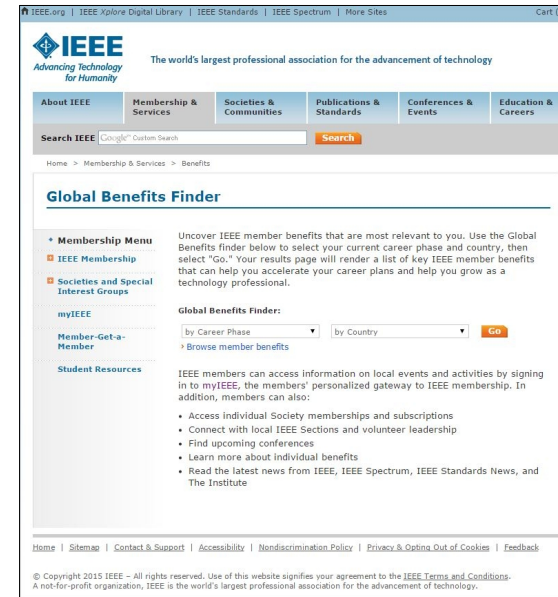 IEEE.org | IEEE Xplore Digital Library | IEEE Standards | IEEE Spectrum | More Sites Cart (
IEEE
Advancing Technology
for Humanity
The world's largest professional association for the advancement of technology
About IEEE Membership & Services Societies & Communities Publications & Standards Conferences & Events Education & Careers
Search IEEE Google™ Custom Search Search
Home > Membership & Services > Benefits
Global Benefits Finder
Membership Menu
IEEE Membership
Societies and Special
Interest Groups
myIEEE
Member-Get-a-
Member
Student Resources
Uncover IEEE member benefits that are most relevant to you. Use the Global
Benefits finder below to select your current career phase and country, then
select "Go." Your results page will render a list of key IEEE member benefits
that can help you accelerate your career plans and help you grow as a
technology professional.
Global Benefits Finder:
by Career Phase by Country Go
Browse member benefits
IEEE members can access information on local events and activities by signing
in to myIEEE, the members' personalized gateway to IEEE membership. In
addition, members can also:
• Access individual Society memberships and subscriptions
• Connect with local IEEE Sections and volunteer leadership
• Find upcoming conferences
• Learn more about individual benefits
• Read the latest news from IEEE, IEEE Spectrum, IEEE Standards News, and
The Institute
Home | Sitemap | Contact & Support | Accessibility | Nondiscrimination Policy | Privacy & Opting Out of Cookies | Feedback
© Copyright 2015 IEEE – All rights reserved. Use of this website signifies your agreement to the IEEE Terms and Conditions.
A not-for-profit organization, IEEE is the world's largest professional association for the advancement of technology.